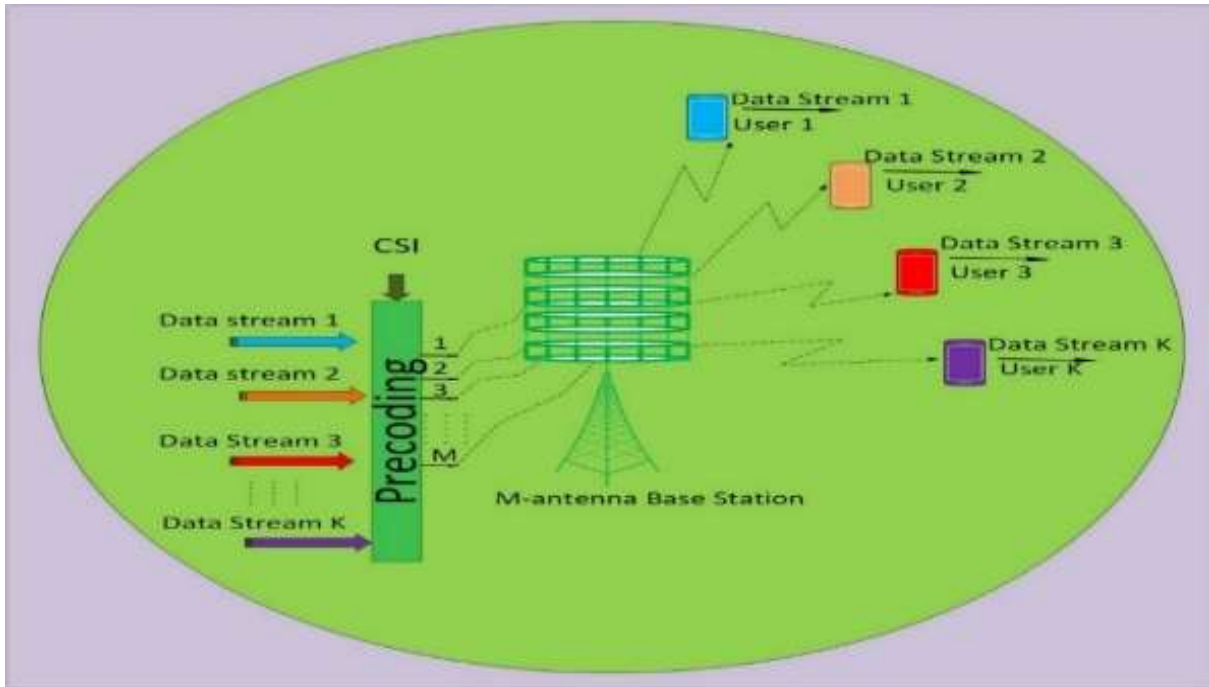 Data Stream 1
User 1
Data Stream 2
User 2
CSI
Data Stream 3
User 3
Data stream 1
Data Stream K
User K
1
Data stream 2
2
3
Precoding
Data Stream 3
M
M-antenna Base Station
Data Stream K